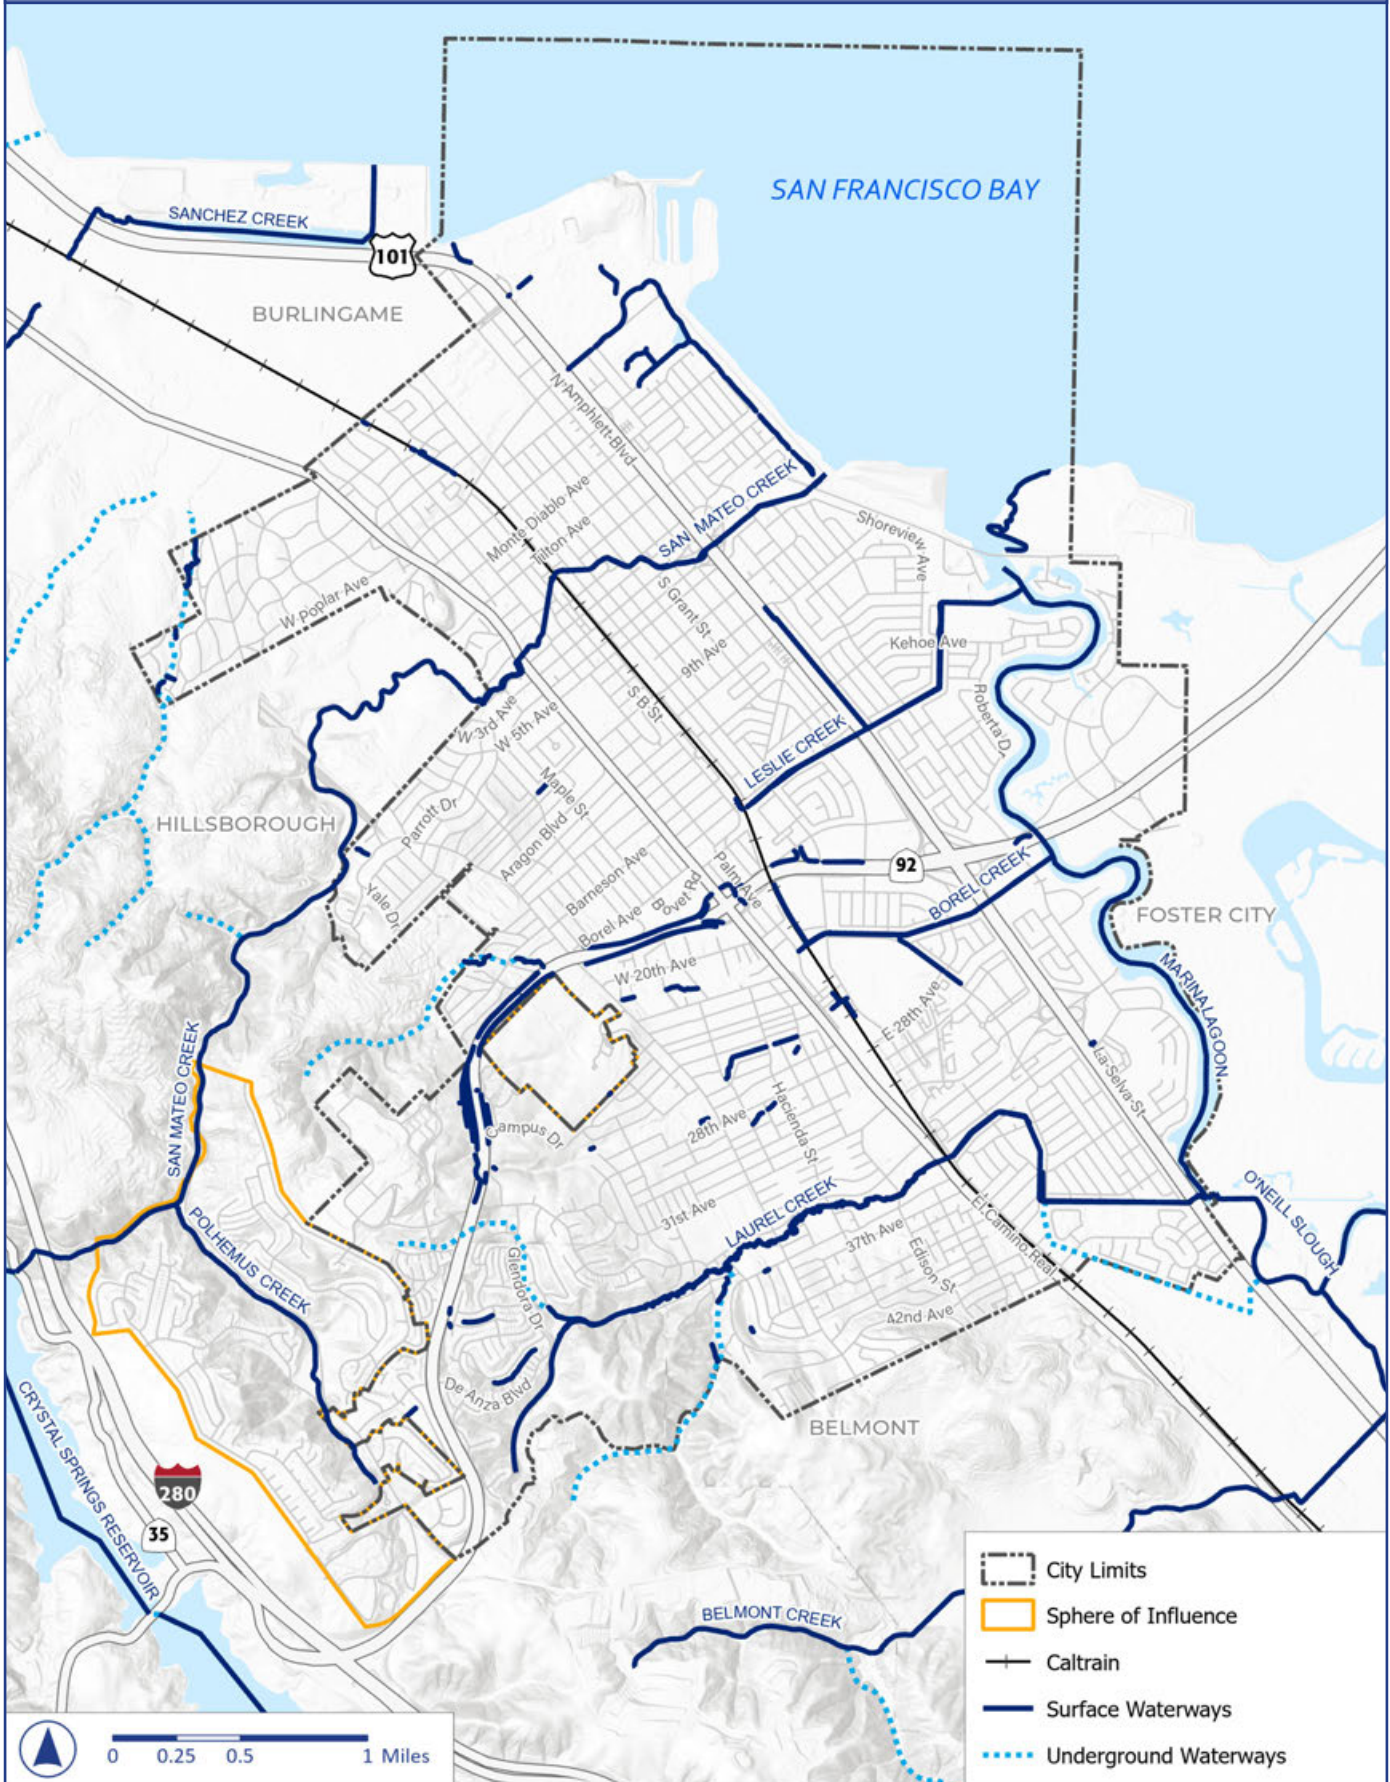 SAN FRANCISCO BAY
SANCHEZ CREEK
101
BURLINGAME
N Amphlett Blvd
Monte Diablo Ave
Tilton Ave
SAN MATEO CREEK
Shoreview Ave
W Poplar Ave
S Grant St
9th Ave
Kehoe Ave
S B St
W 3rd Ave
W 5th Ave
Roberta Dr
LESLIE CREEK
Maple St
HILLSBOROUGH
Parrott Dr
Aragon Blvd
Barneson Ave
Palm Ave
92
Bovet Rd
BOREL CREEK
Yale Dr
Borel Ave
FOSTER CITY
W 20th Ave
MARINA LAGOON
E 28th Ave
SAN MATEO CREEK
La Selva St
Hacienda St
Campus Dr
28th Ave
31st Ave
LAUREL CREEK
O'NEILL SLOUGH
POLHEMUS CREEK
37th Ave
El Camino Real
Edison St
Glendora Dr
42nd Ave
De Anza Blvd
BELMONT
CRYSTAL SPRINGS RESERVOIR
280
35
BELMONT CREEK
City Limits
Sphere of Influence
Caltrain
Surface Waterways
Underground Waterways
0 0.25 0.5 1 Miles